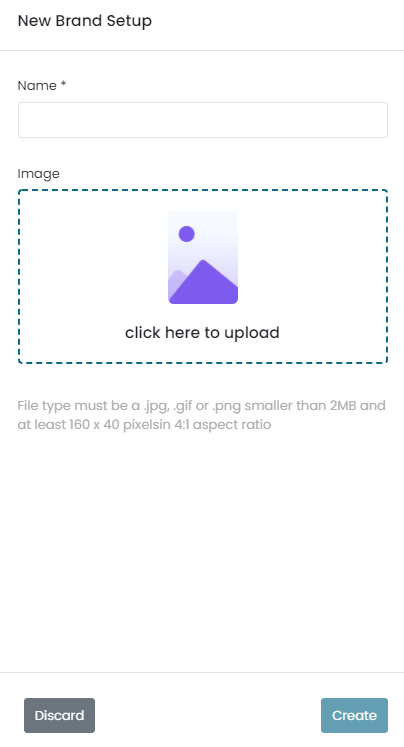 New Brand Setup
Name *
Image
click here to upload
File type must be a .jpg, .gif or .png smaller than 2MB and
at least 160 x 40 pixelsin 4:1 aspect ratio
Discard
Create